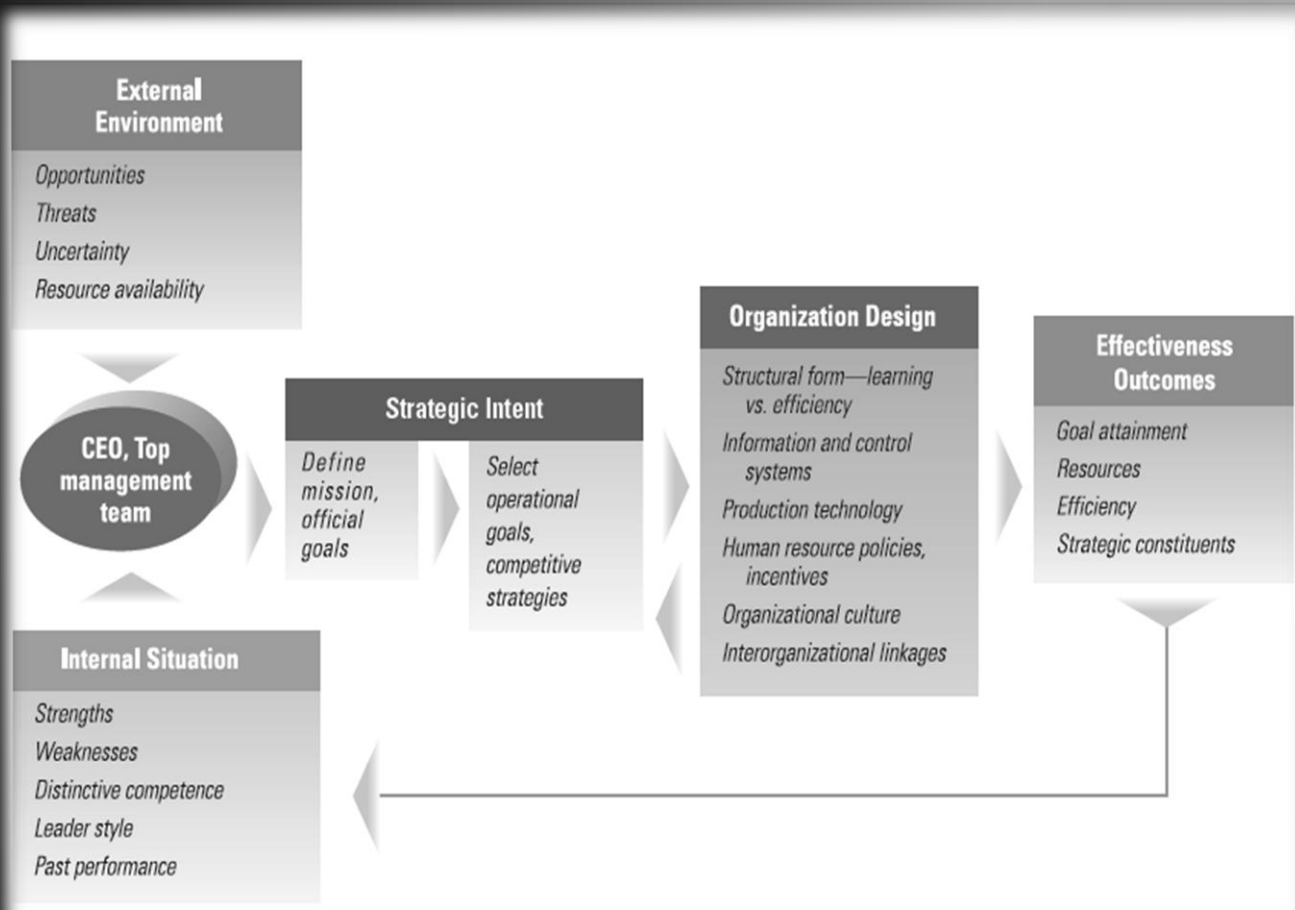 External
Environment
Opportunities
Threats
Uncertainty
Resource availability
CEO, Top
management
team
Internal Situation
Strengths
Weaknesses
Distinctive competence
Leader style
Past performance
Strategic Intent
Define
mission,
official
goals
Select
operational
goals,
competitive
strategies
Organization Design
Structural form—learning
vs. efficiency
Information and control
systems
Production technology
Human resource policies,
incentives
Organizational culture
Interorganizational linkages
Effectiveness
Outcomes
Goal attainment
Resources
Efficiency
Strategic constituents